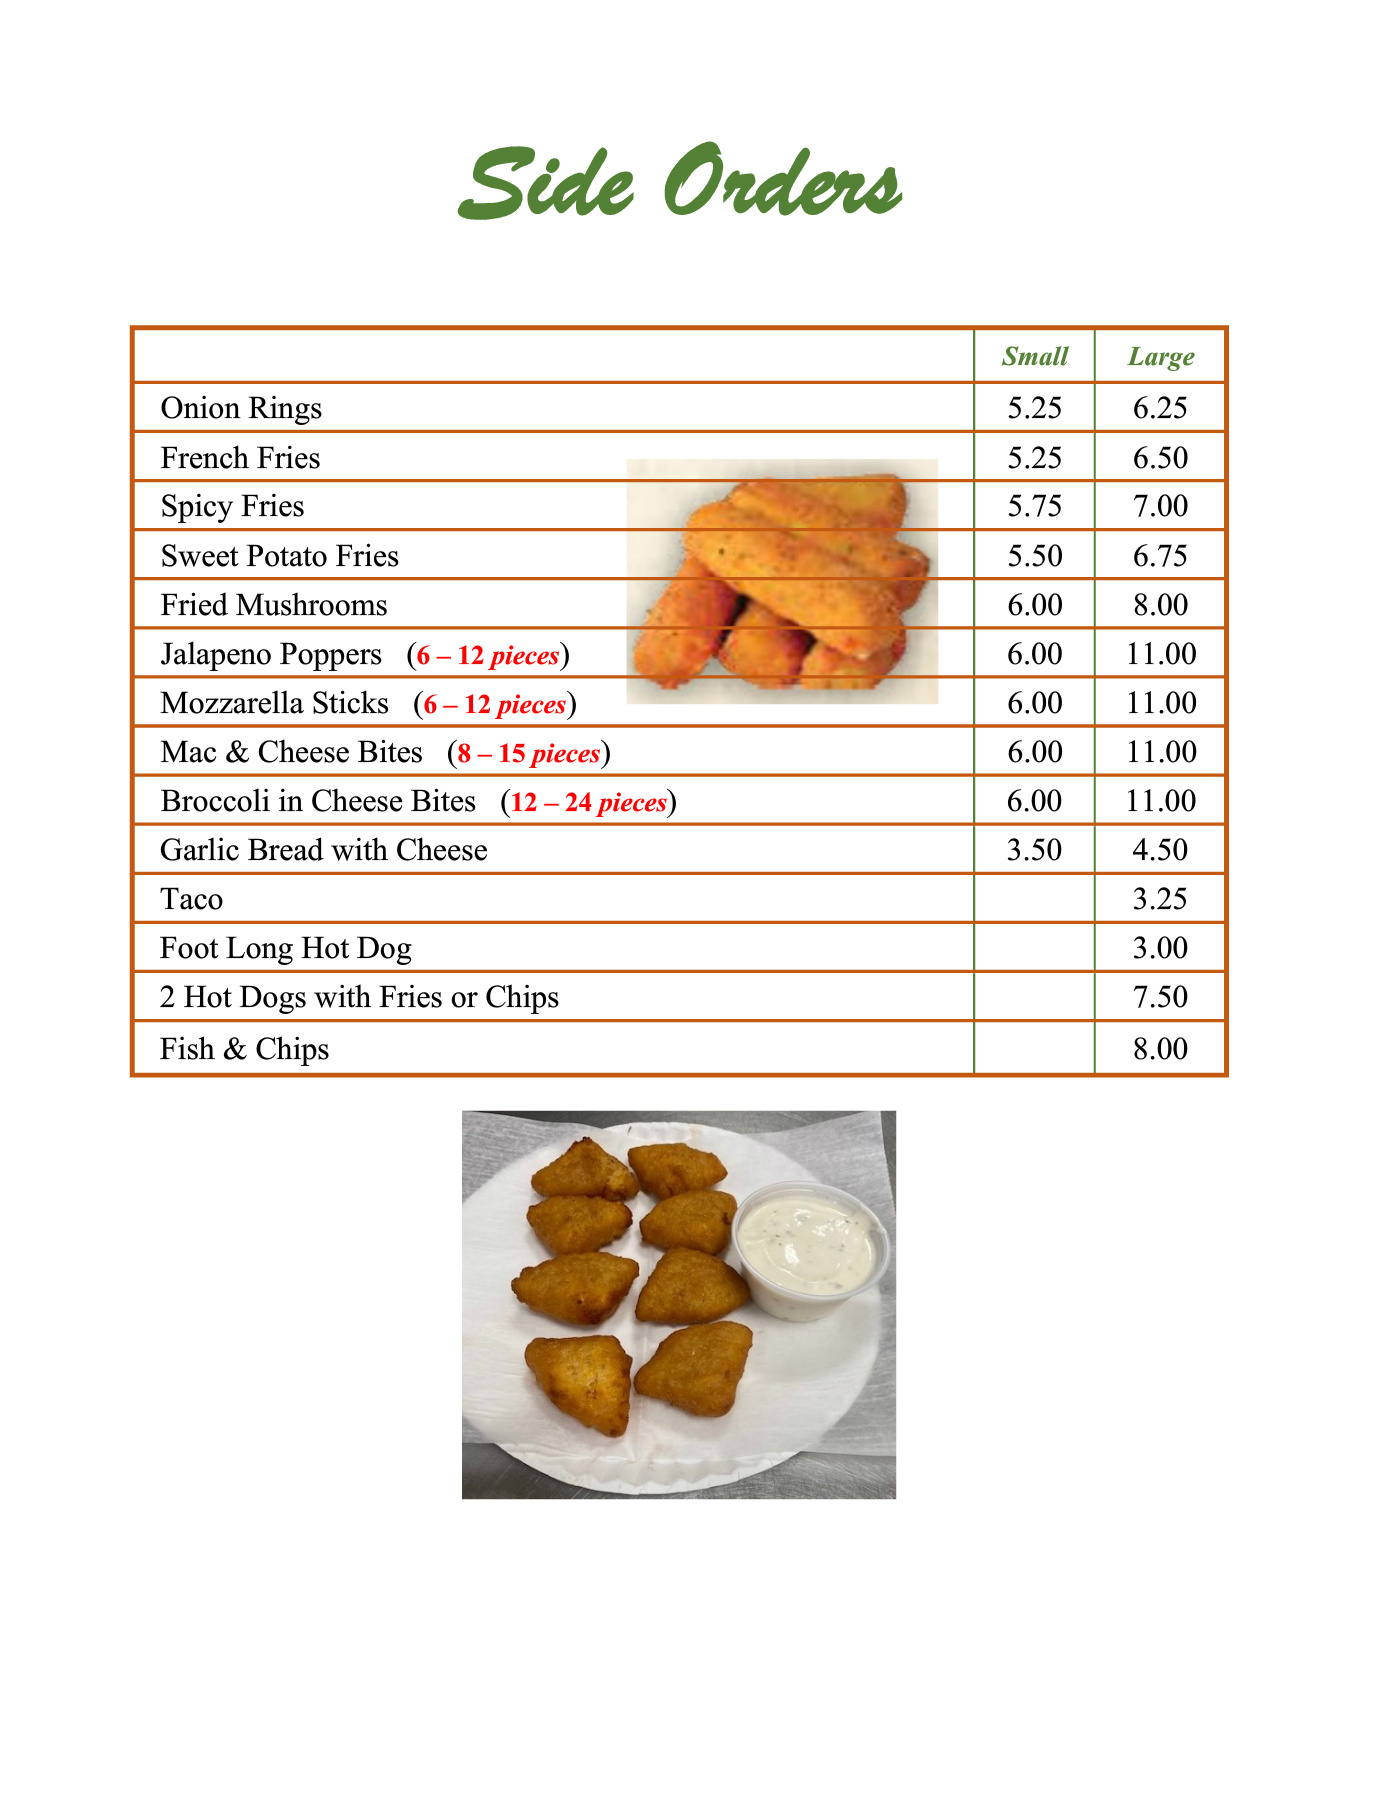 Side Orders
Small Large
Onion Rings 5.25 6.25
French Fries 5.25 6.50
Spicy Fries 5.75 7.00
Sweet Potato Fries 5.50 6.75
Fried Mushrooms 6.00 8.00
Jalapeno Poppers (6 – 12 pieces) 6.00 11.00
Mozzarella Sticks (6 – 12 pieces) 6.00 11.00
Mac & Cheese Bites (8 – 15 pieces) 6.00 11.00
Broccoli in Cheese Bites (12 – 24 pieces) 6.00 11.00
Garlic Bread with Cheese 3.50 4.50
Taco 3.25
Foot Long Hot Dog 3.00
2 Hot Dogs with Fries or Chips 7.50
Fish & Chips 8.00